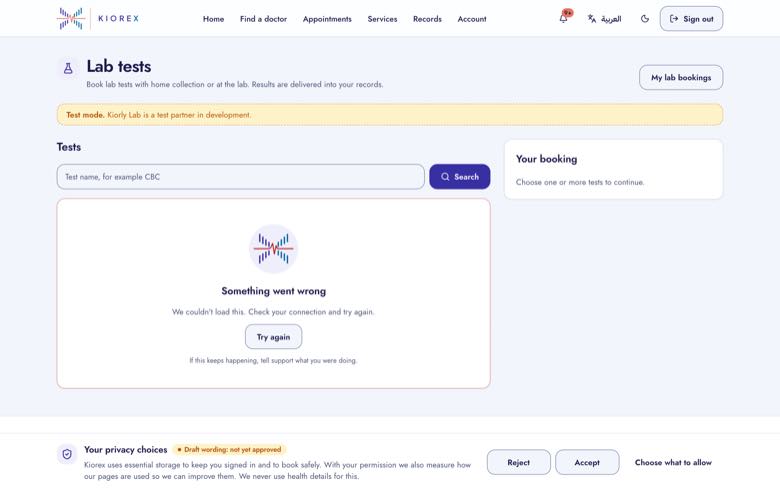 KIOREX
Home Find a doctor Appointments Services Records Account
9+
العربية
Sign out
Lab tests
Book lab tests with home collection or at the lab. Results are delivered into your records.
My lab bookings
Test mode. Kiorly Lab is a test partner in development.
Tests
Test name, for example CBC
Search
Something went wrong
We couldn't load this. Check your connection and try again.
Try again
If this keeps happening, tell support what you were doing.
Your booking
Choose one or more tests to continue.
Your privacy choices
Draft wording: not yet approved
Kiorex uses essential storage to keep you signed in and to book safely. With your permission we also measure how
our pages are used so we can improve them. We never use health details for this.
Reject
Accept
Choose what to allow